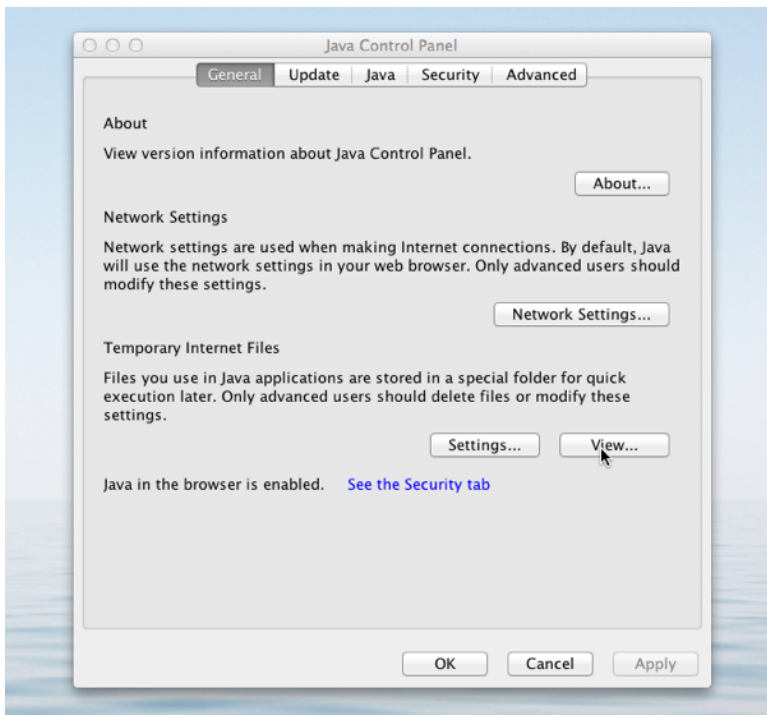 Java Control Panel
General Update Java Security Advanced
About
View version information about Java Control Panel.
About...
Network Settings
Network settings are used when making Internet connections. By default, Java
will use the network settings in your web browser. Only advanced users should
modify these settings.
Network Settings...
Temporary Internet Files
Files you use in Java applications are stored in a special folder for quick
execution later. Only advanced users should delete files or modify these
settings.
Settings... View...
Java in the browser is enabled. See the Security tab
OK Cancel Apply